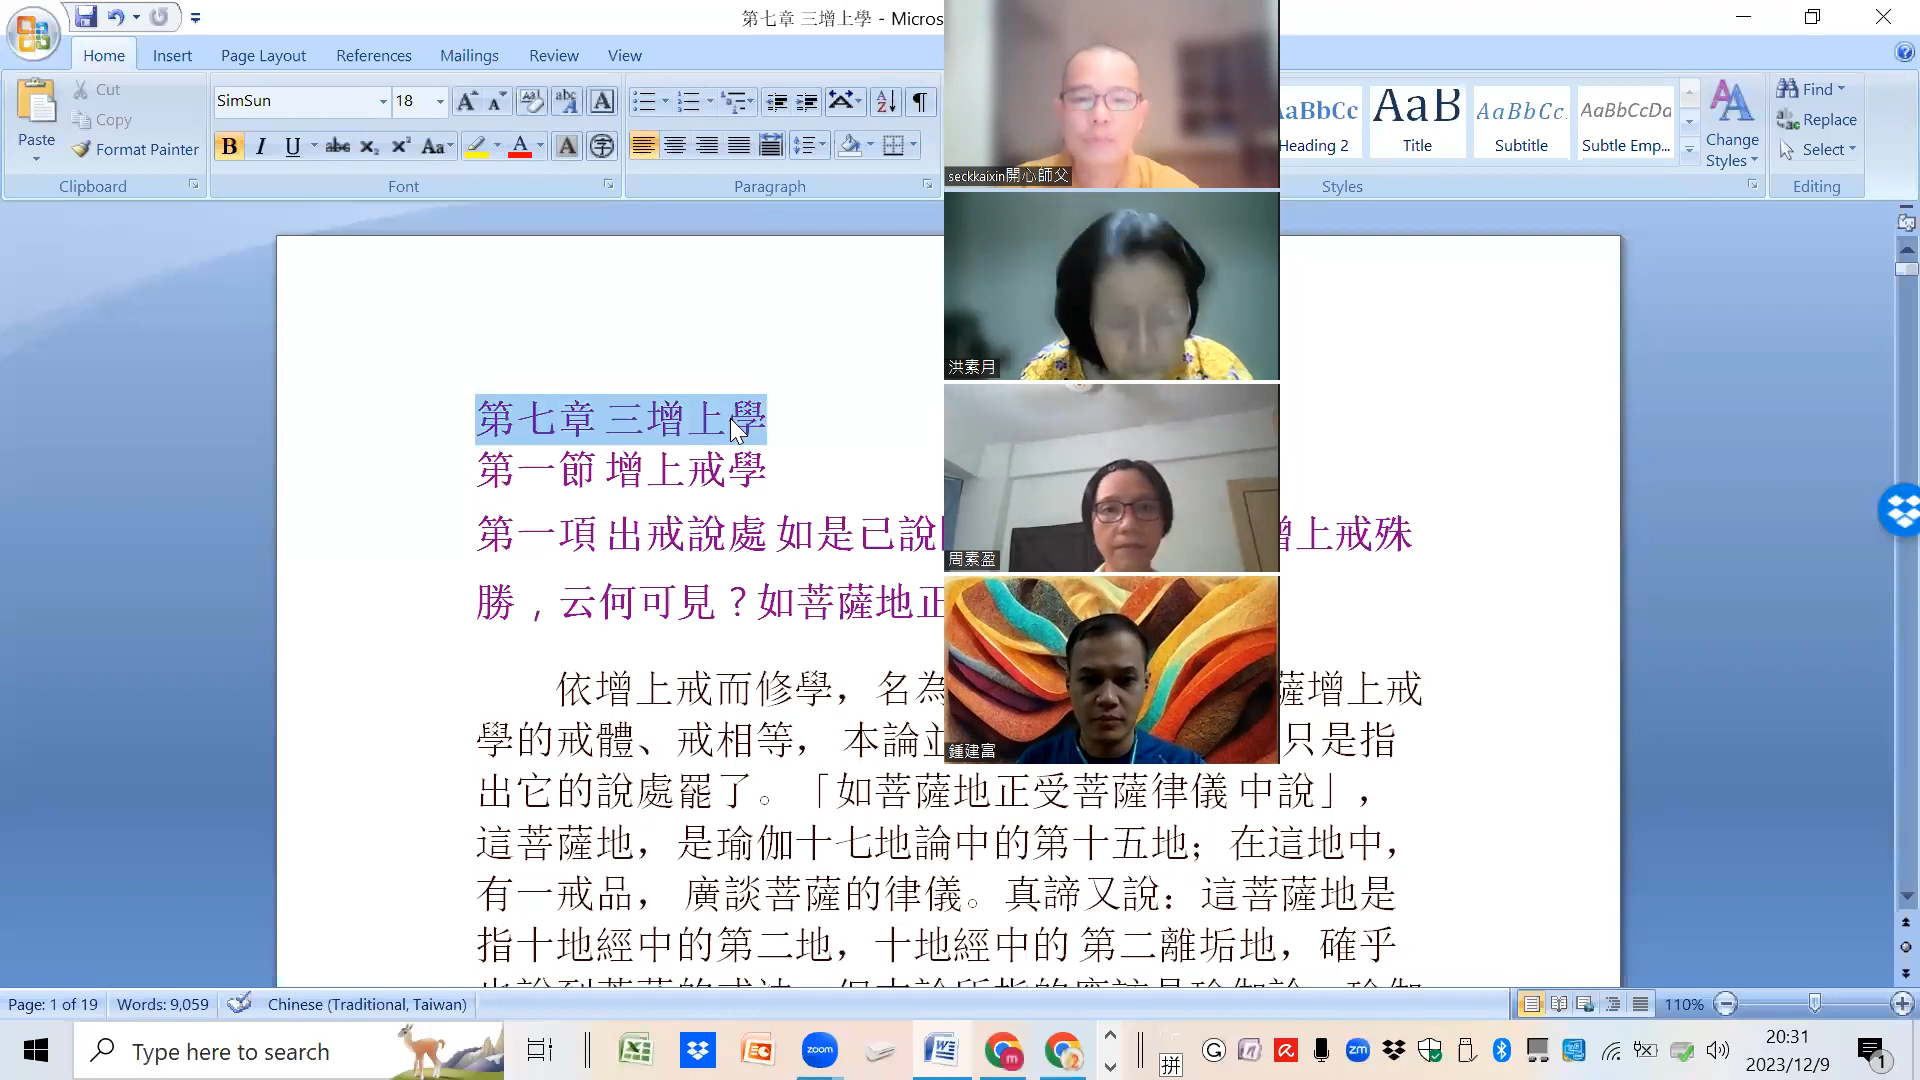 第七章 三增上學 - Micros
Home Insert Page Layout References Mailings Review View
Paste
Cut
Copy
Format Painter
Clipboard
SimSun 18
Font
Paragraph
AaBbCc AaB AaBbCc. AaBbCcDd
Heading 2 Title Subtitle Subtle Emp...
Change Styles
Styles
Find
Replace
Select
Editing
seckkaixin開心師父
洪素月
周素盈
鍾建富
第七章 三增上學
第一節 增上戒學
第一項 出戒說處 如是已說 增上戒殊
勝，云何可見？如菩薩地正
依增上戒而修學，名為 薩增上戒
學的戒體、戒相等， 本論並 只是指
出它的說處罷了。「如菩薩地正受菩薩律儀 中說」，
這菩薩地，是瑜伽十七地論中的第十五地；在這地中，
有一戒品， 廣談菩薩的律儀。真諦又說：這菩薩地是
指十地經中的第二地，十地經中的 第二離垢地，確乎
Page: 1 of 19 Words: 9,059 Chinese (Traditional, Taiwan) 110%
Type here to search
zoom
拼
zm
20:31
2023/12/9
1